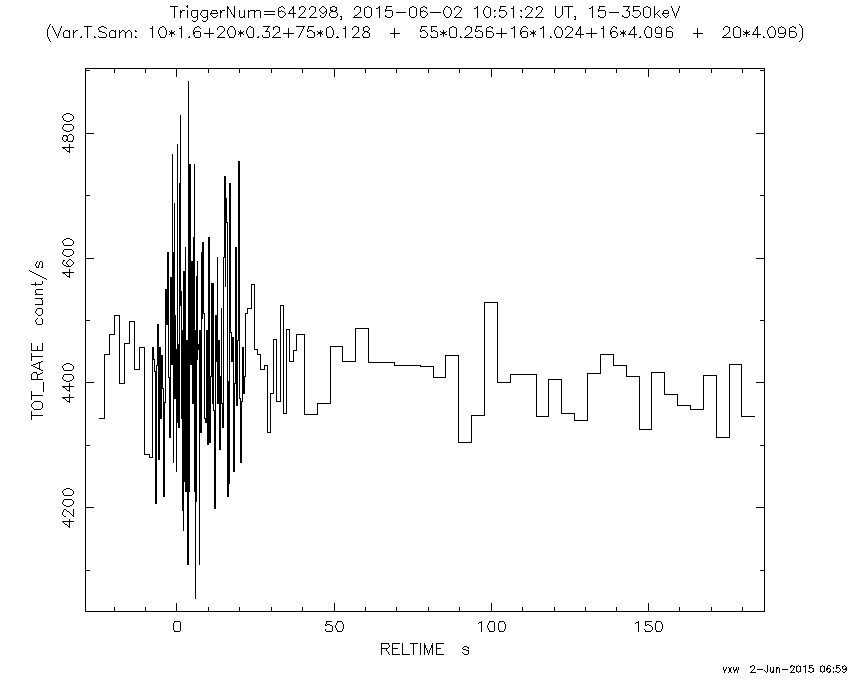 TriggerNum=642298, 2015-06-02 10:51:22 UT, 15-350keV
(Var.T.Sam: 10*1.6+20*0.32+75*0.128 + 55*0.256+16*1.024+16*4.096 + 20*4.096)
4800
4600
4400
4200
TOT_RATE count/s
0 50 100 150
RELTIME s
vxw 2-Jun-2015 06:59